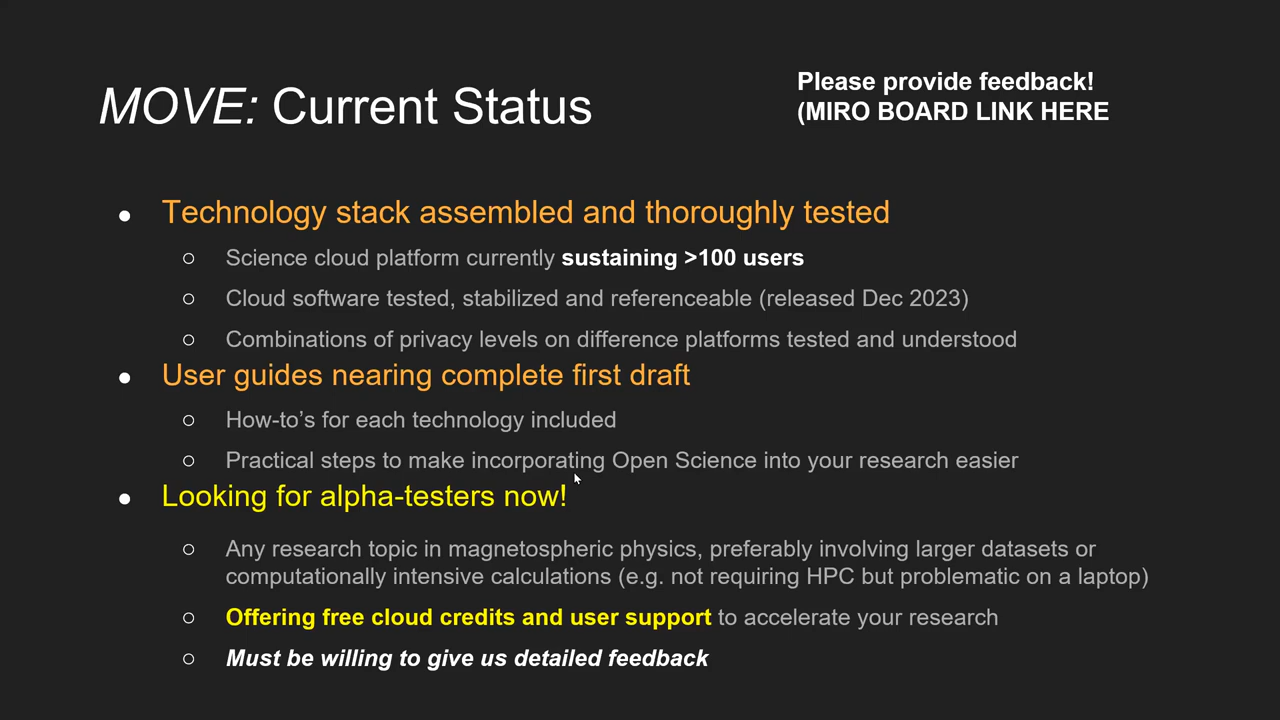 MOVE: Current Status
Please provide feedback!
(MIRO BOARD LINK HERE
● Technology stack assembled and thoroughly tested
○ Science cloud platform currently sustaining >100 users
○ Cloud software tested, stabilized and referenceable (released Dec 2023)
○ Combinations of privacy levels on difference platforms tested and understood
● User guides nearing complete first draft
○ How-to’s for each technology included
○ Practical steps to make incorporating Open Science into your research easier
● Looking for alpha-testers now!
○ Any research topic in magnetospheric physics, preferably involving larger datasets or
computationally intensive calculations (e.g. not requiring HPC but problematic on a laptop)
○ Offering free cloud credits and user support to accelerate your research
○ Must be willing to give us detailed feedback